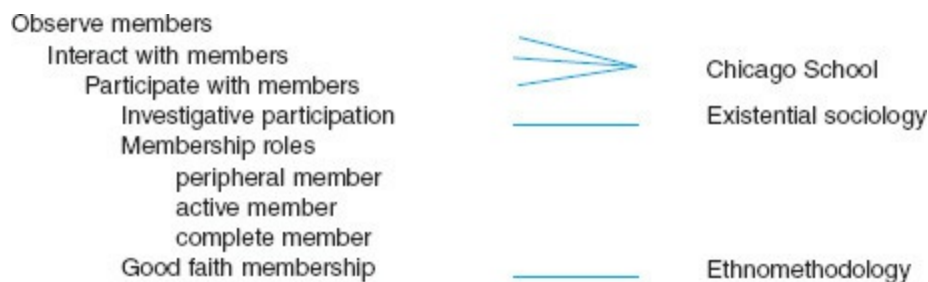 Observe members
Interact with members
Participate with members
Chicago School
Investigative participation
Existential sociology
Membership roles
peripheral member
active member
complete member
Good faith membership
Ethnomethodology